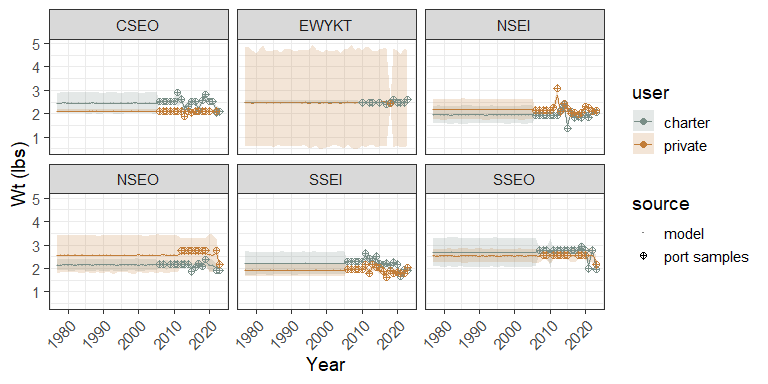 CSEO EWYKT NSEI
5
4
3
2
1
NSEO SSEI SSEO
5
4
3
2
1
Wt (lbs)
1980 1990 2000 2010 2020 1980 1990 2000 2010 2020 1980 1990 2000 2010 2020
Year
user
charter
private
source
model
port samples